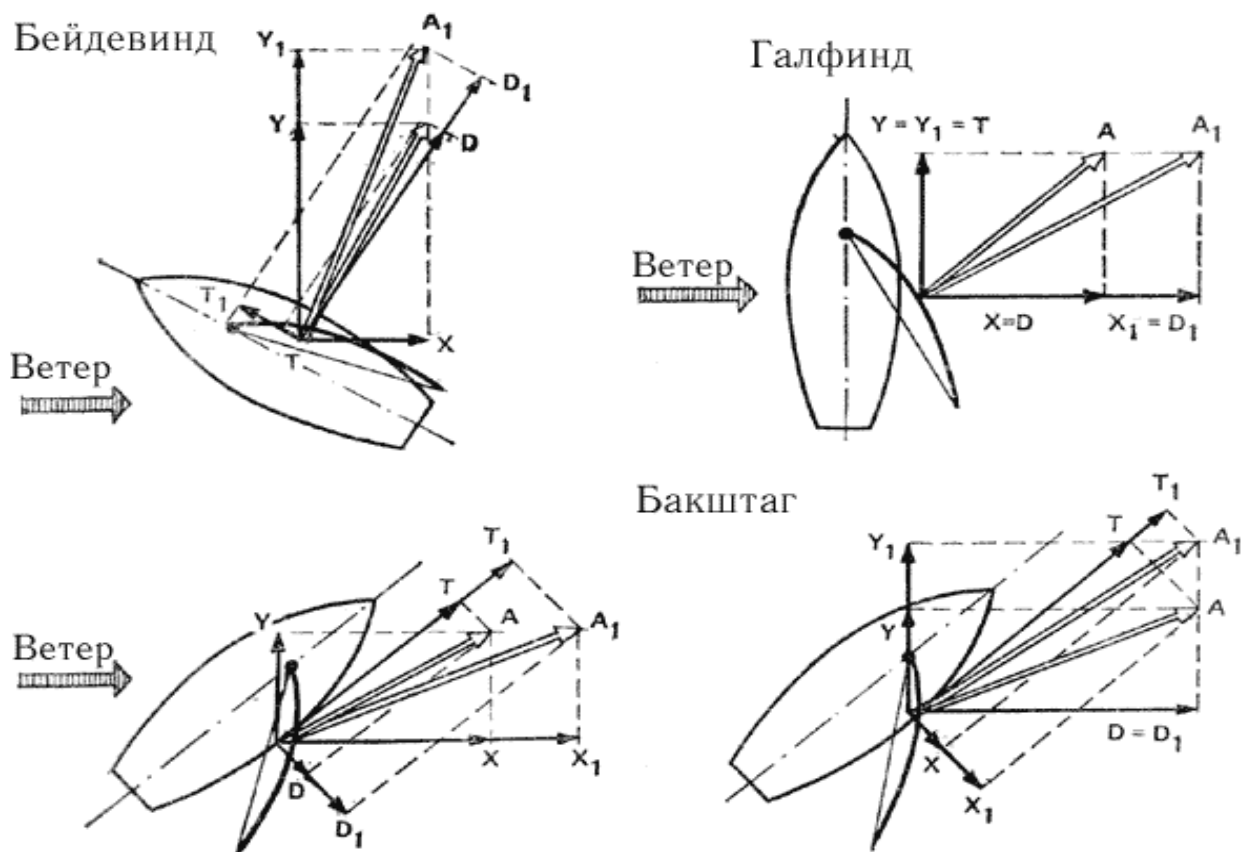 Бейдевинд
Y₁
A₁
D₁
Y
D
T₁
T
X
Ветер
Галфинд
Y = Y₁ = T
A
A₁
Ветер
X=D
X₁ = D₁
Ветер
Y
T
T₁
A
A₁
X
X₁
D
D₁
Бакштаг
Y₁
T
T₁
A₁
Y
A
D = D₁
X
X₁